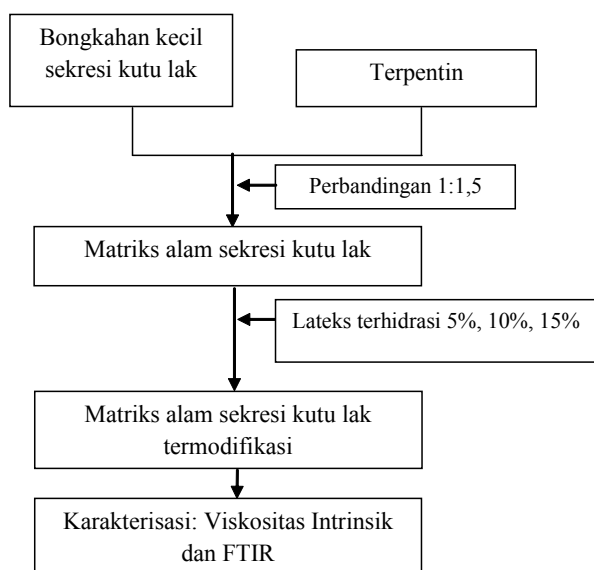 Bongkahan kecil
sekresi kutu lak
Terpentin
Perbandingan 1:1,5
Matriks alam sekresi kutu lak
Lateks terhidrasi 5%, 10%, 15%
Matriks alam sekresi kutu lak
termodifikasi
Karakterisasi: Viskositas Intrinsik
dan FTIR